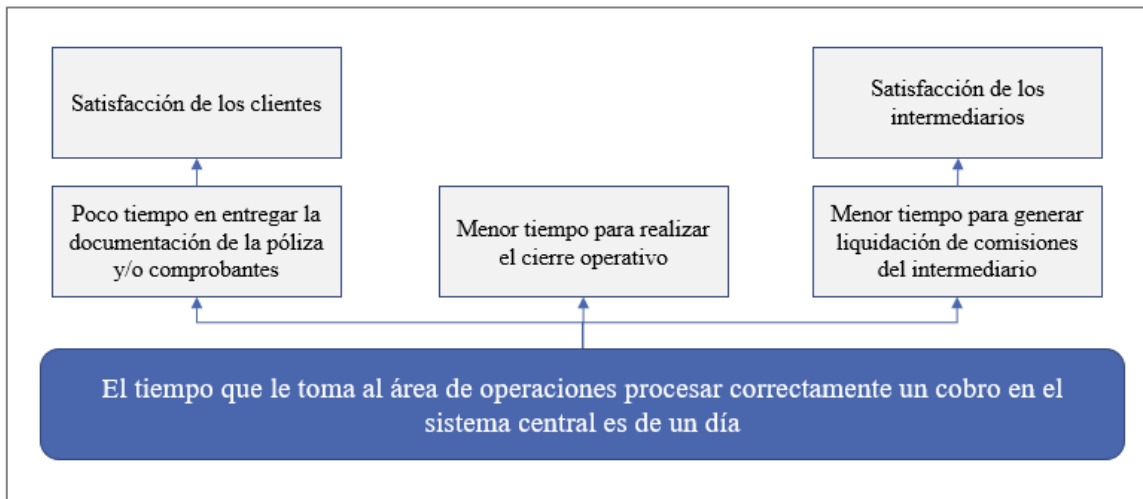 Satisfacción de los clientes
Satisfacción de los
intermediarios
Poco tiempo en entregar la
documentación de la póliza
y/o comprobantes
Menor tiempo para realizar
el cierre operativo
Menor tiempo para generar
liquidación de comisiones
del intermediario
El tiempo que le toma al área de operaciones procesar correctamente un cobro en el
sistema central es de un día